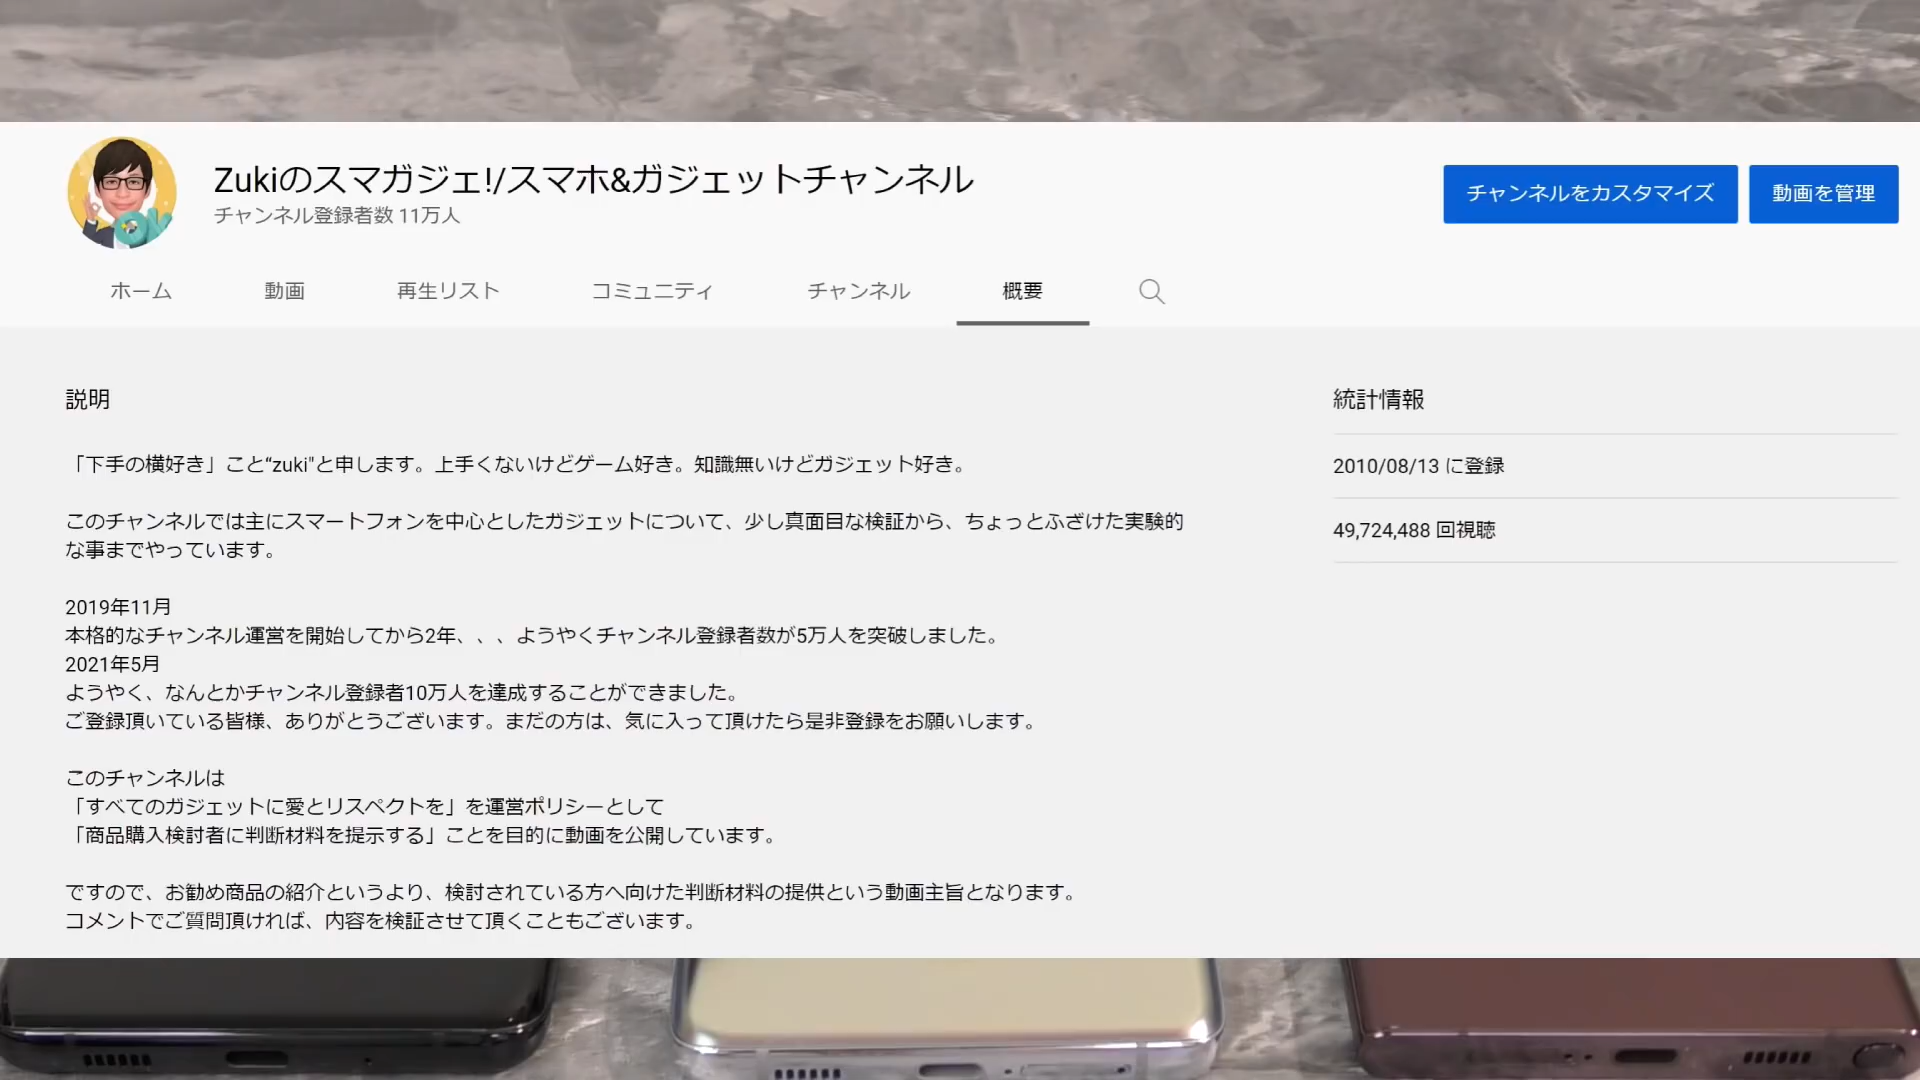 Zukiのスマガジェ!/スマホ&ガジェットチャンネル
チャンネル登録者数 11万人
チャンネルをカスタマイズ
動画を管理
ホーム
動画
再生リスト
コミュニティ
チャンネル
概要
説明
「下手の横好き」こと“zuki"と申します。上手くないけどゲーム好き。知識無いけどガジェット好き。
このチャンネルでは主にスマートフォンを中心としたガジェットについて、少し真面目な検証から、ちょっとふざけた実験的
な事までやっています。
2019年11月
本格的なチャンネル運営を開始してから2年、、、ようやくチャンネル登録者数が5万人を突破しました。
2021年5月
ようやく、なんとかチャンネル登録者10万人を達成することができました。
ご登録頂いている皆様、ありがとうございます。まだの方は、気に入って頂けたら是非登録をお願いします。
このチャンネルは
「すべてのガジェットに愛とリスペクトを」を運営ポリシーとして
「商品購入検討者に判断材料を提示する」ことを目的に動画を公開しています。
ですので、お勧め商品の紹介というより、検討されている方へ向けた判断材料の提供という動画主旨となります。
コメントでご質問頂ければ、内容を検証させて頂くこともございます。
統計情報
2010/08/13 に登録
49,724,488 回視聴